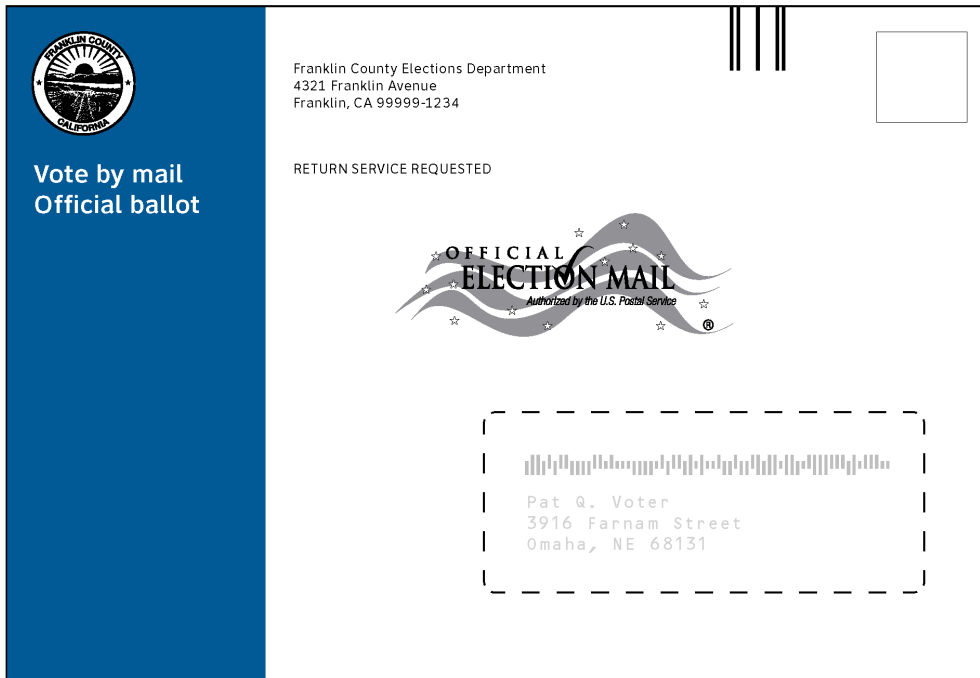 FRANKLIN COUNTY
CALIFORNIA
Vote by mail
Official ballot
Franklin County Elections Department
4321 Franklin Avenue
Franklin, CA 99999-1234
RETURN SERVICE REQUESTED
OFFICIAL
ELECTION MAIL
Authorized by the U.S. Postal Service
®
Pat Q. Voter
3916 Farnam Street
Omaha, NE 68131